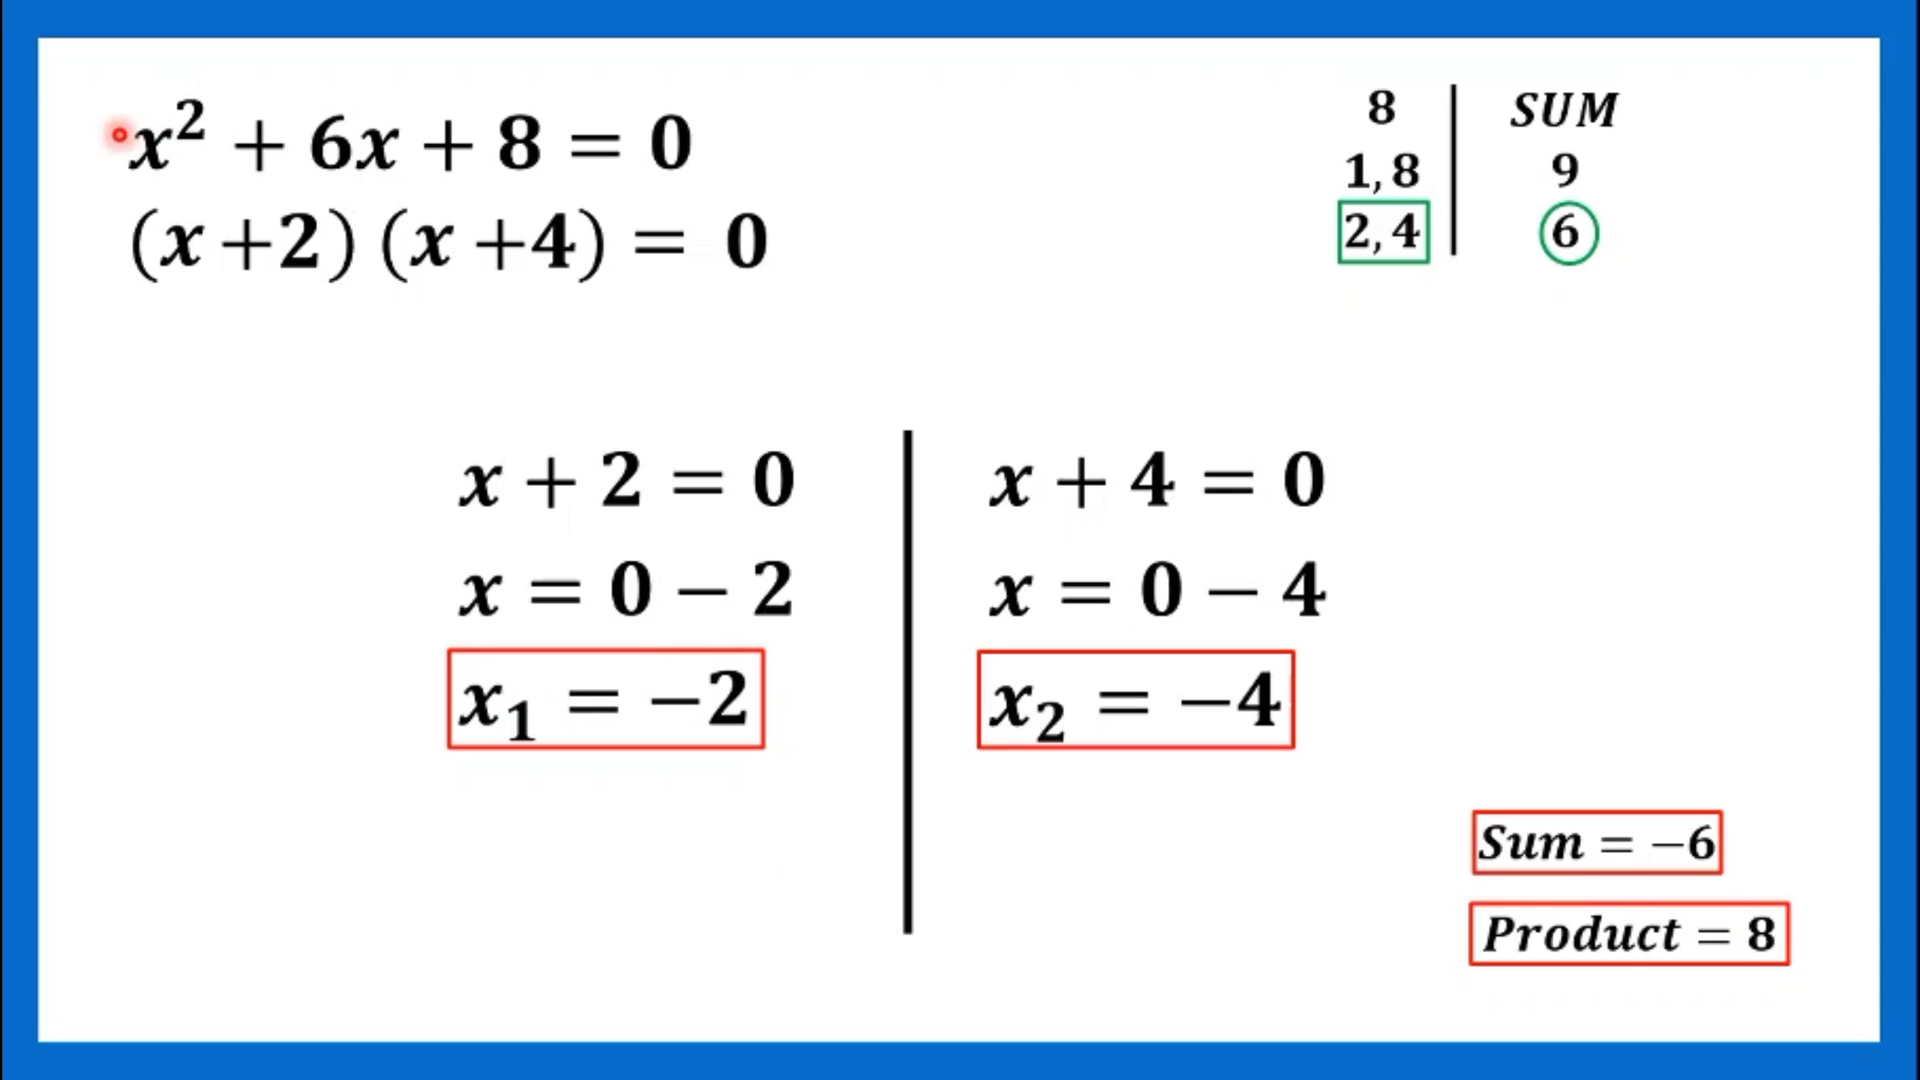 x² + 6x + 8 = 0
(x +2) (x +4) = 0
8 SUM
1, 8 9
2, 4 6
x + 2 = 0
x = 0 − 2
x₁ = −2
x + 4 = 0
x = 0 − 4
x₂ = −4
Sum = −6
Product = 8